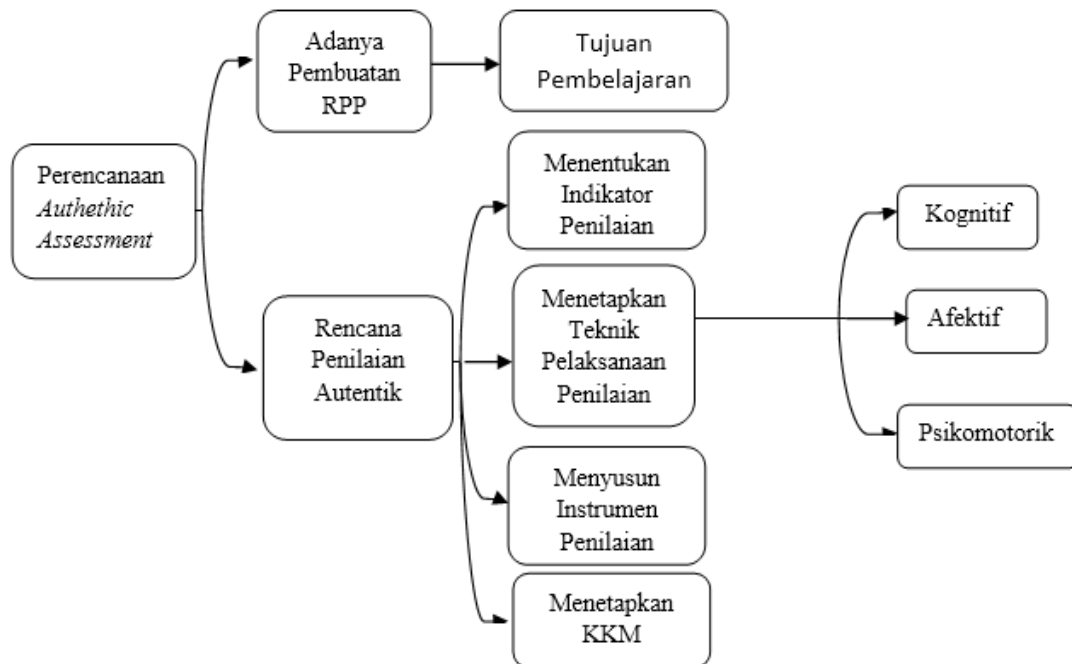 Adanya
Pembuatan
RPP
Tujuan
Pembelajaran
Perencanaan
Authethic
Assessment
Menentukan
Indikator
Penilaian
Rencana
Penilaian
Autentik
Menetapkan
Teknik
Pelaksanaan
Penilaian
Kognitif
Afektif
Psikomotorik
Menyusun
Instrumen
Penilaian
Menetapkan
KKM